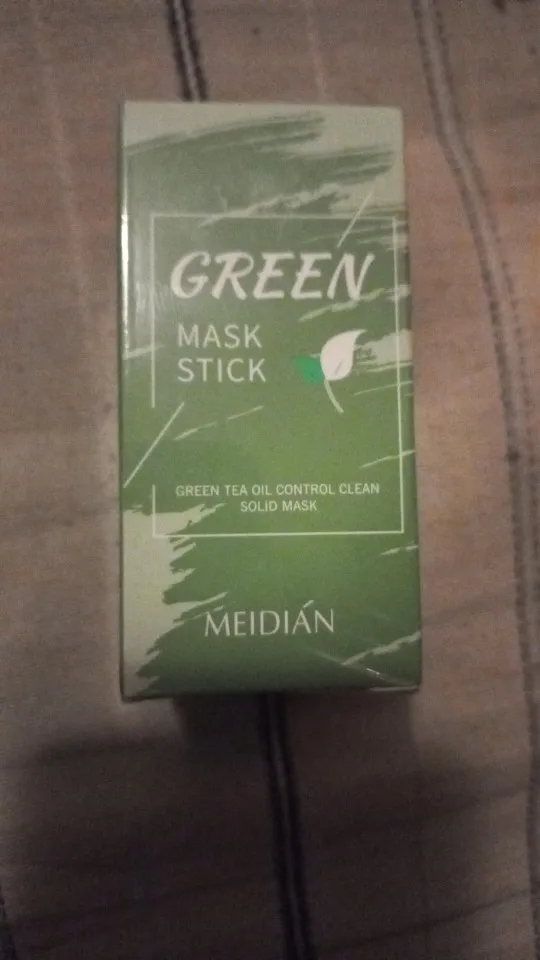 GREEN
MASK
STICK
GREEN TEA OIL CONTROL CLEAN
SOLID MASK
MEIDIÁN